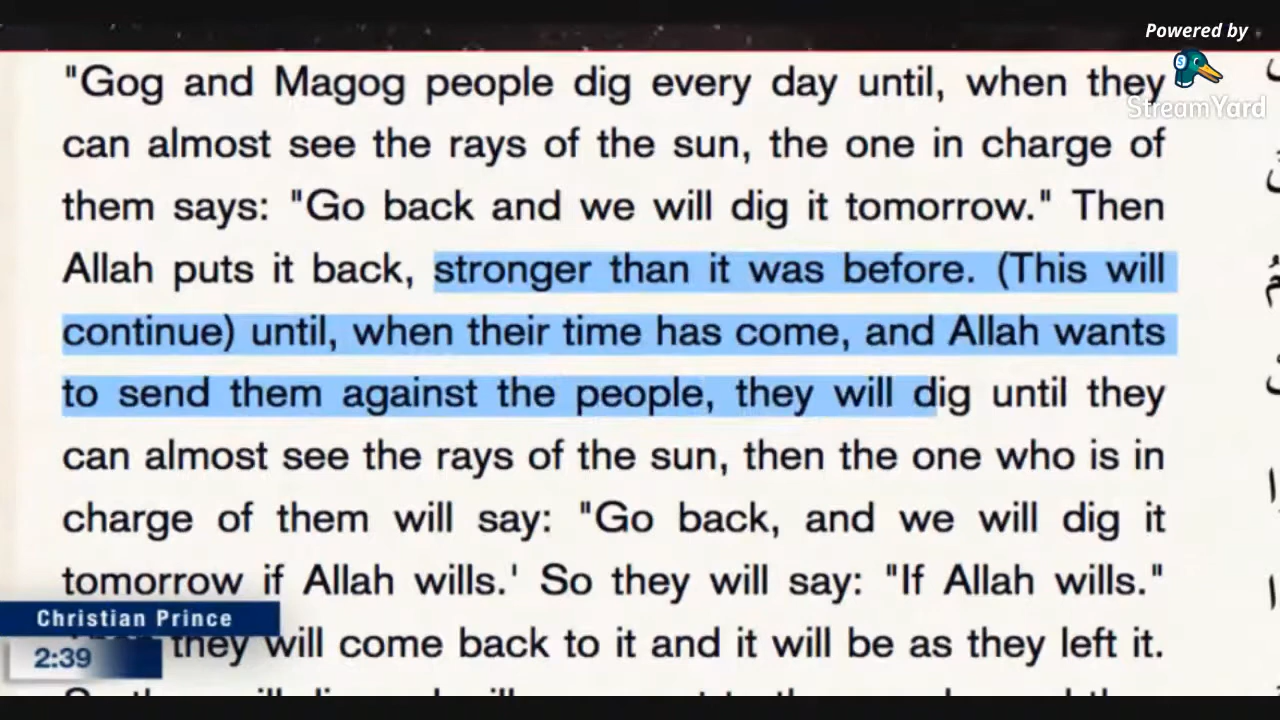 Powered by
StreamYard
"Gog and Magog people dig every day until, when they
can almost see the rays of the sun, the one in charge of
them says: "Go back and we will dig it tomorrow." Then
Allah puts it back, stronger than it was before. (This will
continue) until, when their time has come, and Allah wants
to send them against the people, they will dig until they
can almost see the rays of the sun, then the one who is in
charge of them will say: "Go back, and we will dig it
tomorrow if Allah wills.' So they will say: "If Allah wills."
they will come back to it and it will be as they left it.
Christian Prince
2:39